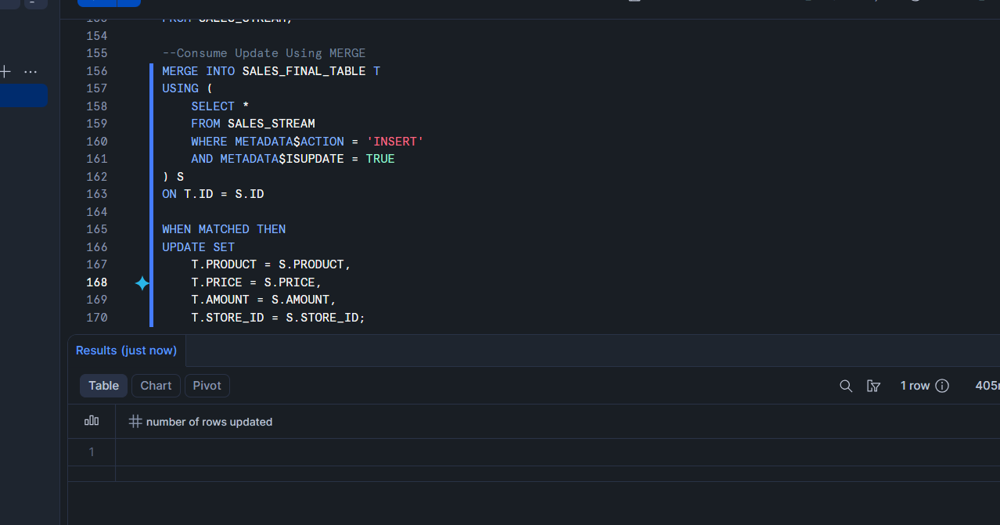 FROM SALES_STREAM;
154
155 --Consume Update Using MERGE
156 MERGE INTO SALES_FINAL_TABLE T
157 USING (
158 SELECT *
159 FROM SALES_STREAM
160 WHERE METADATA$ACTION = 'INSERT'
161 AND METADATA$ISUPDATE = TRUE
162 ) S
163 ON T.ID = S.ID
164
165 WHEN MATCHED THEN
166 UPDATE SET
167 T.PRODUCT = S.PRODUCT,
168 T.PRICE = S.PRICE,
169 T.AMOUNT = S.AMOUNT,
170 T.STORE_ID = S.STORE_ID;
Results (just now)
Table Chart Pivot 1 row 405
number of rows updated
1